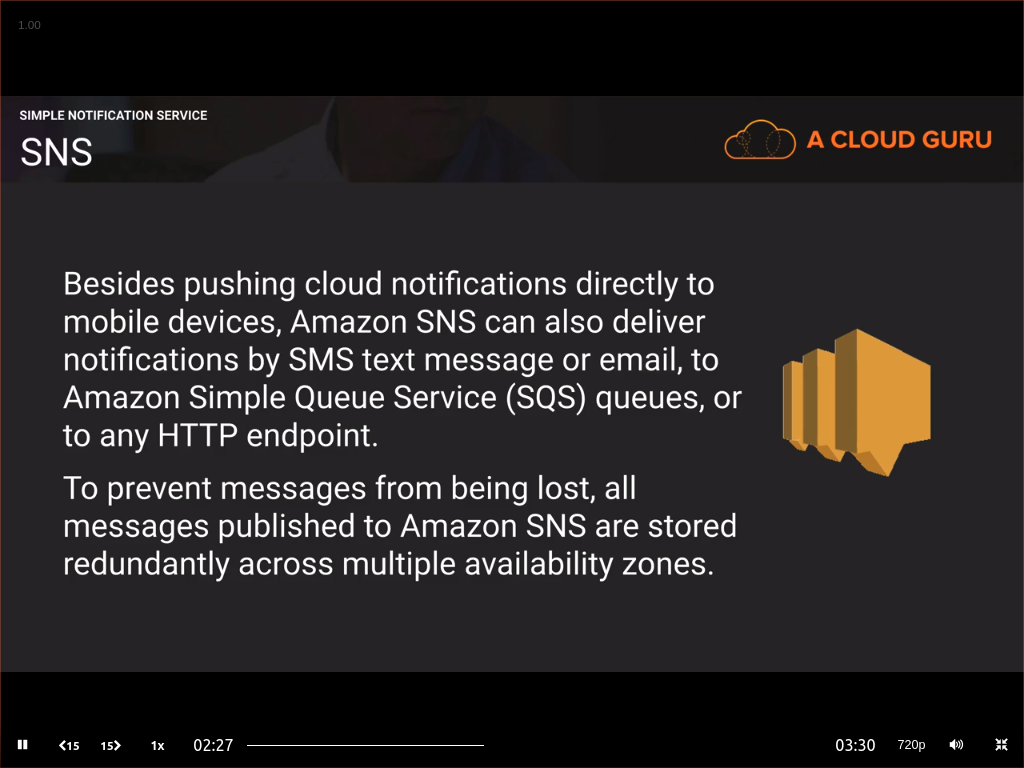 1.00
SIMPLE NOTIFICATION SERVICE
SNS
A CLOUD GURU
Besides pushing cloud notifications directly to
mobile devices, Amazon SNS can also deliver
notifications by SMS text message or email, to
Amazon Simple Queue Service (SQS) queues, or
to any HTTP endpoint.
To prevent messages from being lost, all
messages published to Amazon SNS are stored
redundantly across multiple availability zones.
15 15 1x 02:27 03:30 720p